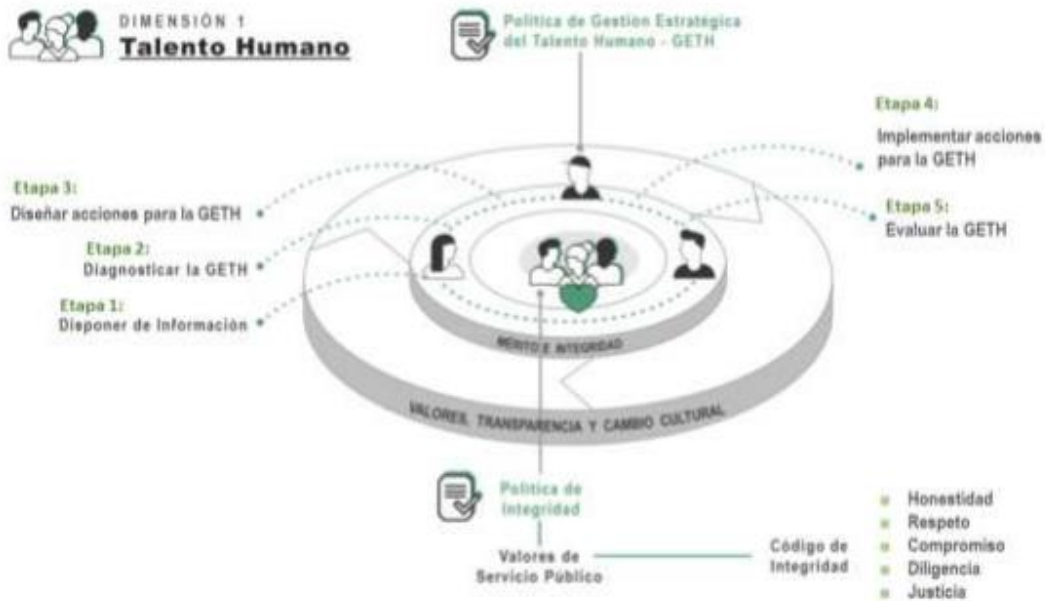 DIMENSIÓN 1
Talento Humano
Política de Gestión Estratégica
del Talento Humano - GETH
Etapa 4:
Implementar acciones
para la GETH
Etapa 3:
Diseñar acciones para la GETH
Etapa 5:
Evaluar la GETH
Etapa 2:
Diagnosticar la GETH
Etapa 1:
Disponer de Información
MÉRITO E INTEGRIDAD
VALORES, TRANSPARENCIA Y CAMBIO CULTURAL
Política de
Integridad
Valores de
Servicio Público
Código de
Integridad
Honestidad
Respeto
Compromiso
Diligencia
Justicia